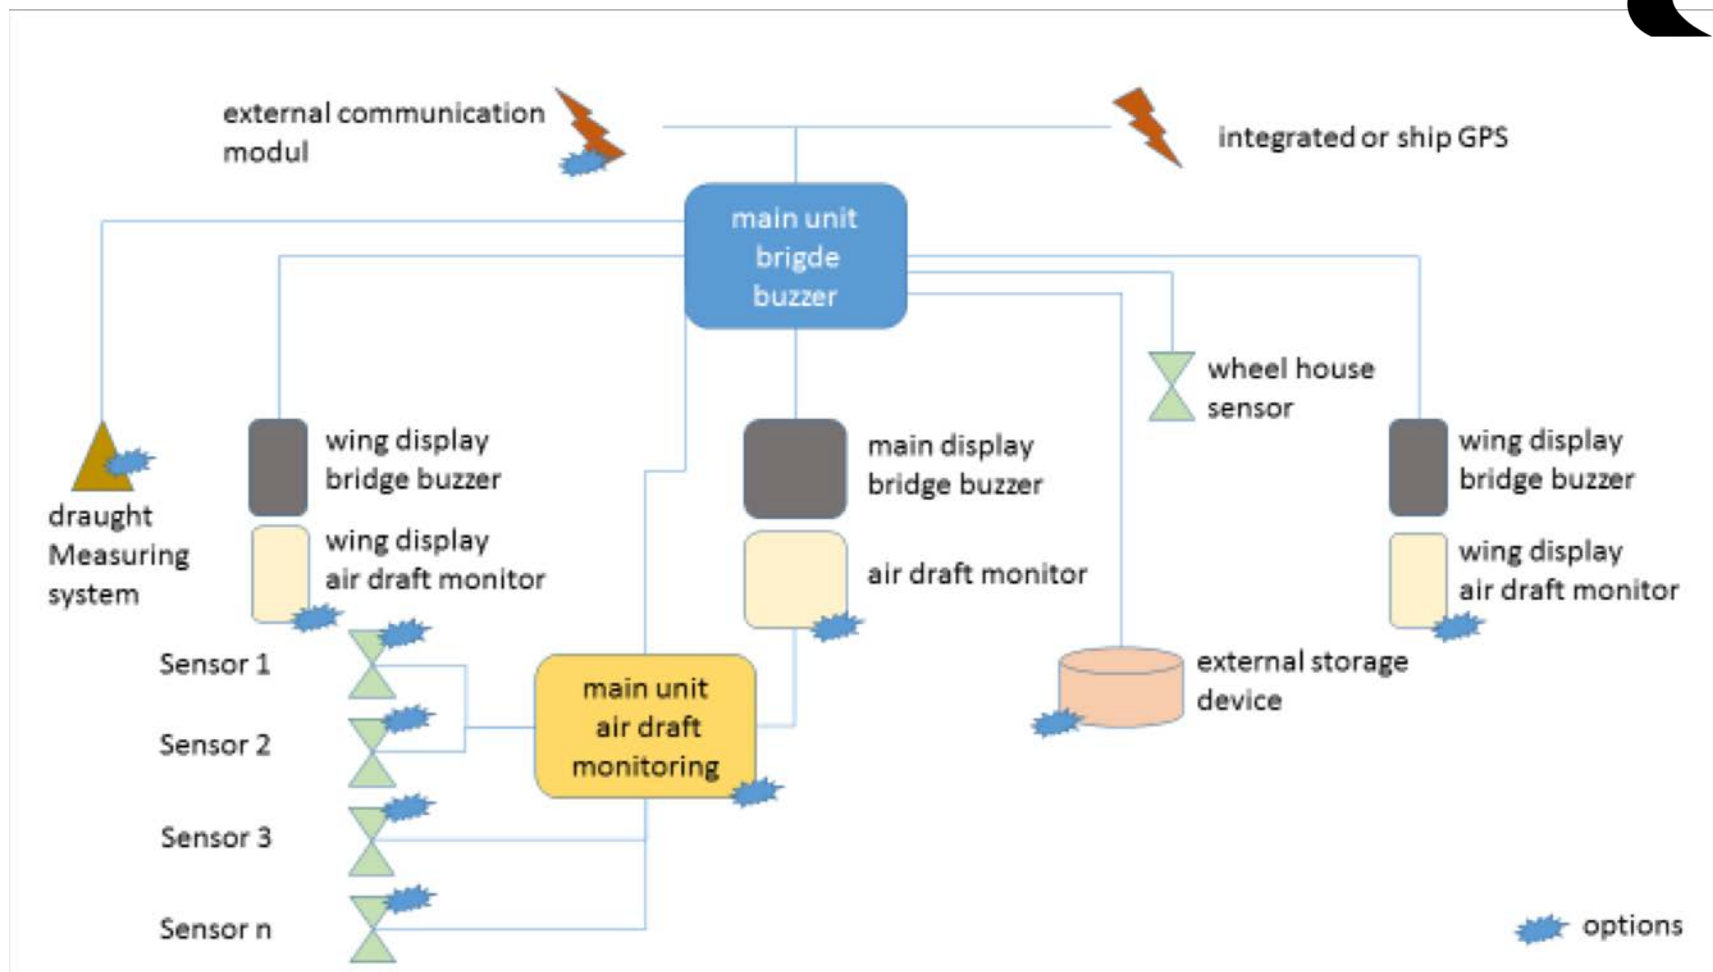 external communication
modul
integrated or ship GPS
main unit
brigde
buzzer
wheel house
sensor
wing display
bridge buzzer
main display
bridge buzzer
wing display
bridge buzzer
draught
Measuring
system
wing display
air draft monitor
air draft monitor
wing display
air draft monitor
Sensor 1
Sensor 2
Sensor 3
Sensor n
main unit
air draft
monitoring
external storage
device
options